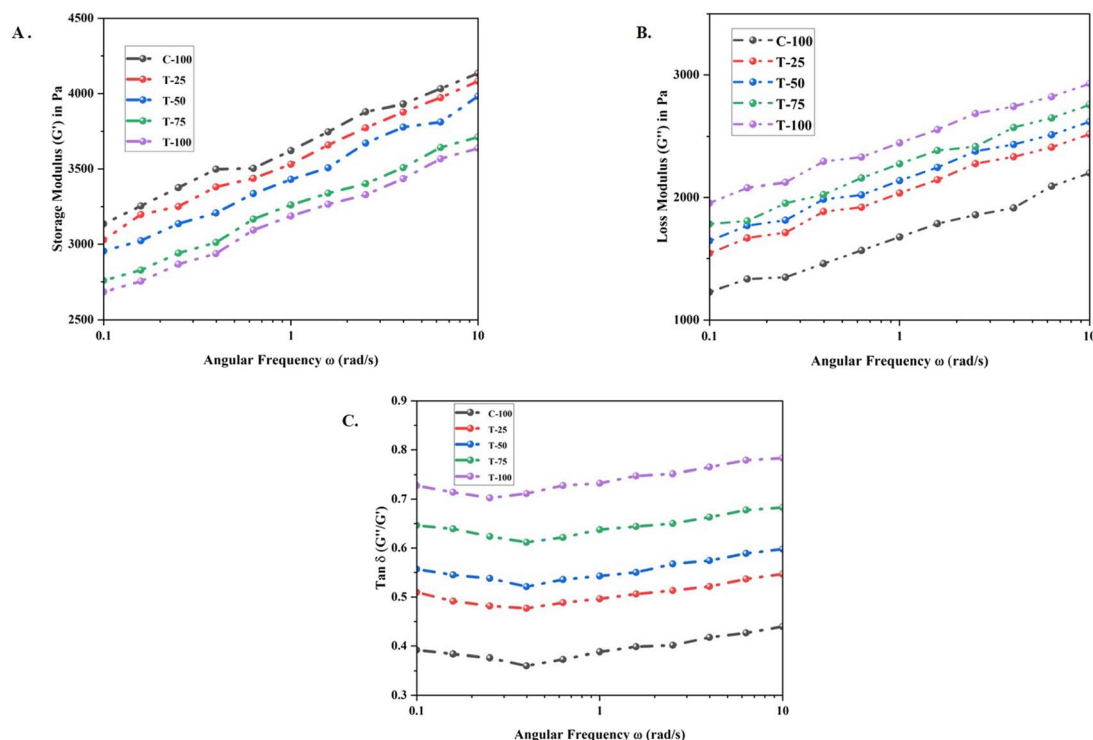 A.
4500
4000
3500
3000
2500
Storage Modulus (G') in Pa
C-100
T-25
T-50
T-75
T-100
0.1
1
10
Angular Frequency ω (rad/s)
B.
3000
2000
1000
Loss Modulus (G'') in Pa
C-100
T-25
T-50
T-75
T-100
0.1
1
10
Angular Frequency ω (rad/s)
C.
0.9
0.8
0.7
0.6
0.5
0.4
0.3
Tan δ (G''/G')
C-100
T-25
T-50
T-75
T-100
0.1
1
10
Angular Frequency ω (rad/s)